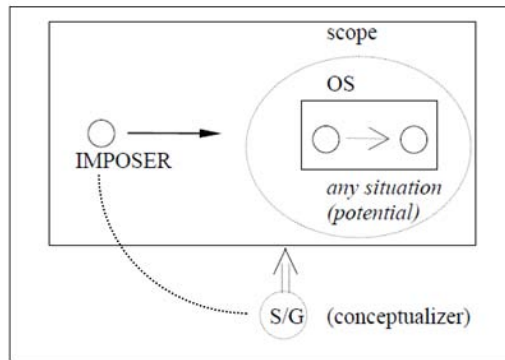 scope
OS
IMPOSER
any situation
(potential)
S/G (conceptualizer)